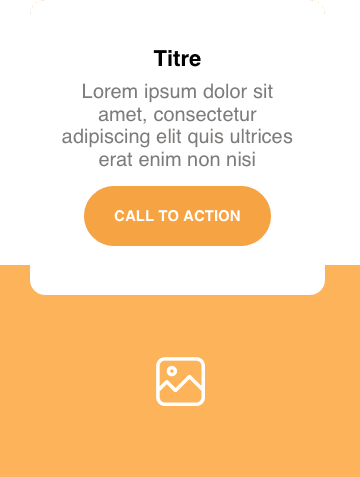 Titre
Lorem ipsum dolor sit
amet, consectetur
adipiscing elit quis ultrices
erat enim non nisi
CALL TO ACTION